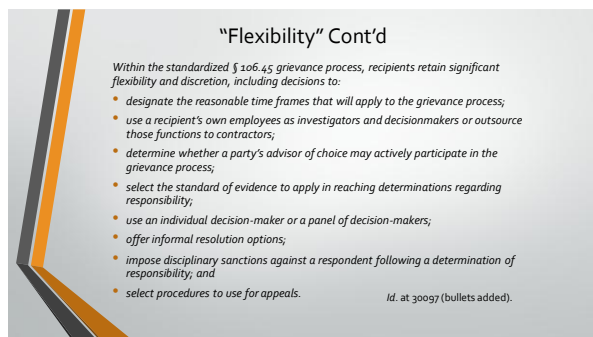 “Flexibility” Cont’d
Within the standardized § 106.45 grievance process, recipients retain significant
flexibility and discretion, including decisions to:
• designate the reasonable time frames that will apply to the grievance process;
• use a recipient’s own employees as investigators and decisionmakers or outsource
those functions to contractors;
• determine whether a party’s advisor of choice may actively participate in the
grievance process;
• select the standard of evidence to apply in reaching determinations regarding
responsibility;
• use an individual decision-maker or a panel of decision-makers;
• offer informal resolution options;
• impose disciplinary sanctions against a respondent following a determination of
responsibility; and
• select procedures to use for appeals.
Id. at 30097 (bullets added).